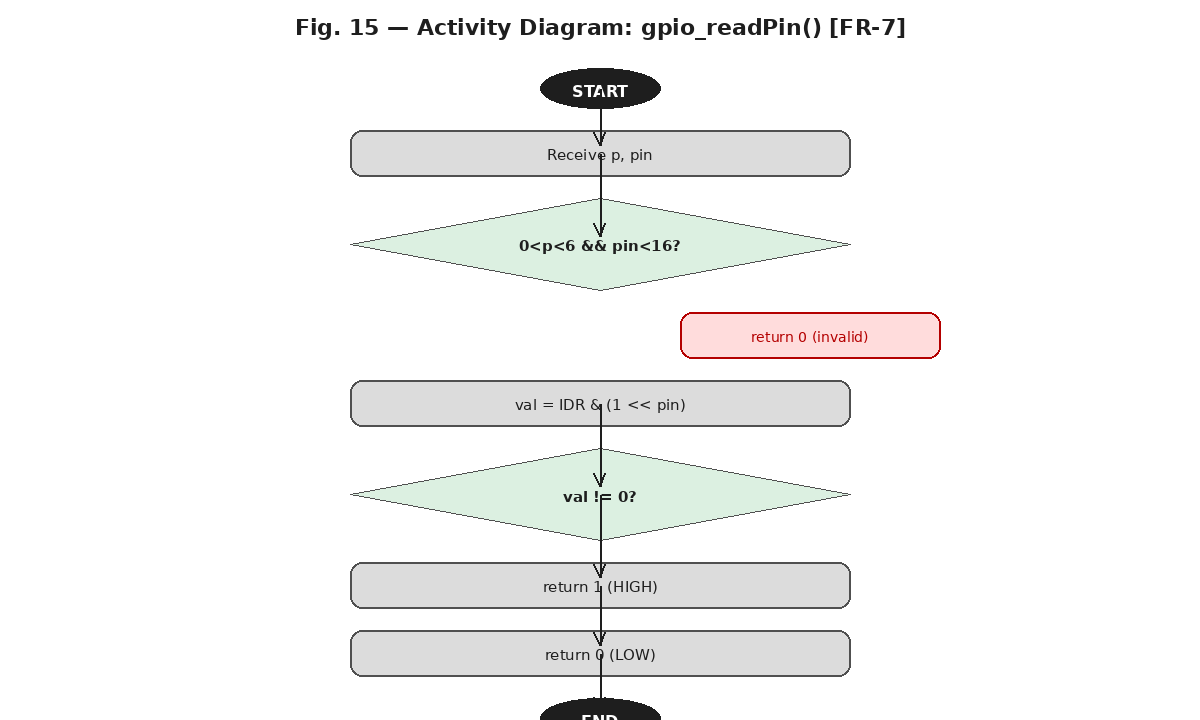 Fig. 15 — Activity Diagram: gpio_readPin() [FR-7]
START
Receive p, pin
0<p<6 && pin<16?
return 0 (invalid)
val = IDR & (1 << pin)
val != 0?
return 1 (HIGH)
return 0 (LOW)
END